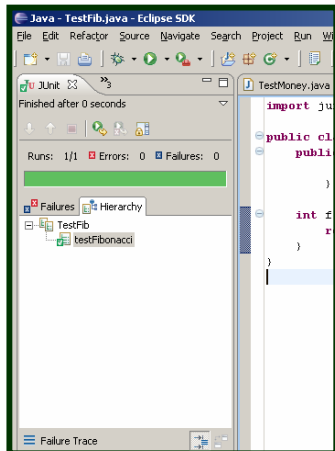 Java - TestFib.java - Eclipse SDK
File Edit Refactor Source Navigate Search Project Run Wi
JUnit
3
TestMoney.java
Finished after 0 seconds
Runs: 1/1 Errors: 0 Failures: 0
Failures Hierarchy
TestFib
testFibonacci
Failure Trace
import ju
public cla
publi
}
int f
re
}
}